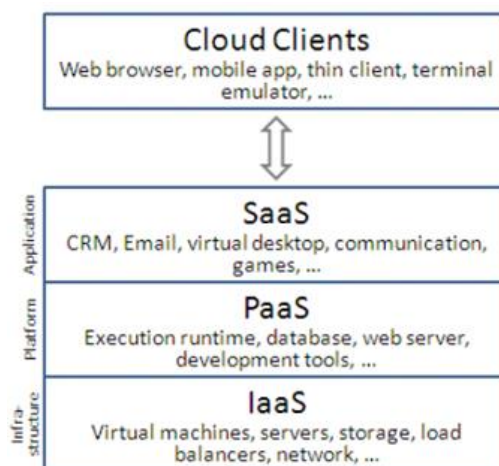 Cloud Clients
Web browser, mobile app, thin client, terminal
emulator, ...
Application
SaaS
CRM, Email, virtual desktop, communication,
games, ...
Platform
PaaS
Execution runtime, database, web server,
development tools, ...
Infra-
structure
IaaS
Virtual machines, servers, storage, load
balancers, network, ...